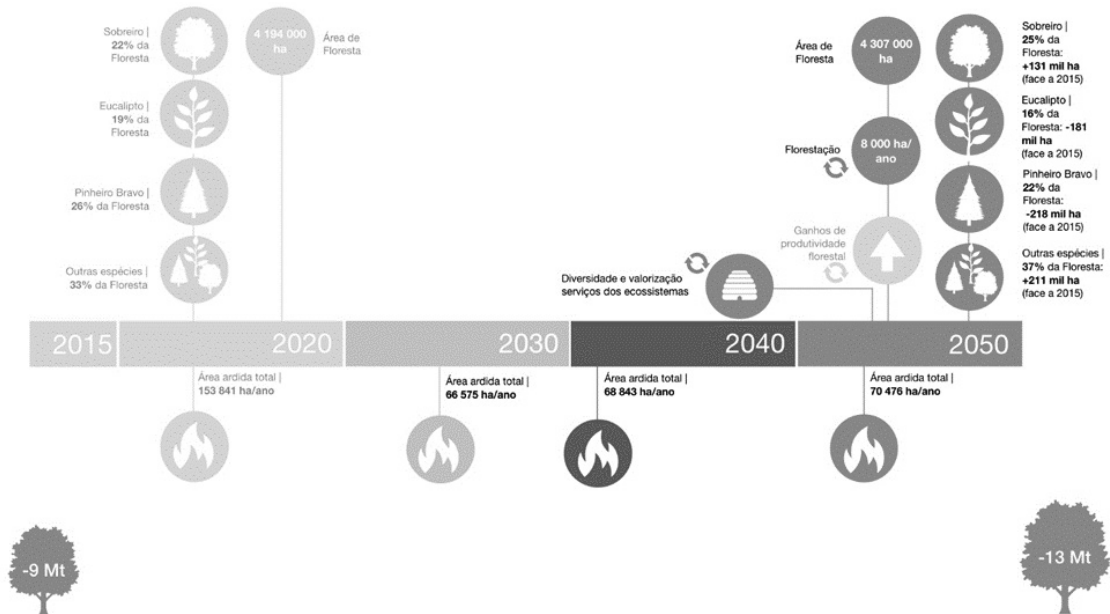 Sobreiro |
22% da
Floresta
4 194 000
ha
Área de
Floresta
Eucalipto |
19% da
Floresta
Pinheiro Bravo |
26% da Floresta
Outras espécies |
33% da Floresta
Área de
Floresta
4 307 000
ha
Sobreiro |
25% da
Floresta:
+131 mil ha
(face a 2015)
Florestação
8 000 ha/
ano
Eucalipto |
16% da
Floresta: -181
mil ha
(face a 2015)
Pinheiro Bravo |
22% da
Floresta:
-218 mil ha
(face a 2015)
Ganhos de
produtividade
florestal
Outras espécies |
37% da Floresta:
+211 mil ha
(face a 2015)
Diversidade e valorização
serviços dos ecossistemas
2015
2020
2030
2040
2050
Área ardida total |
153 841 ha/ano
Área ardida total |
66 575 ha/ano
Área ardida total |
68 843 ha/ano
Área ardida total |
70 476 ha/ano
-9 Mt
-13 Mt